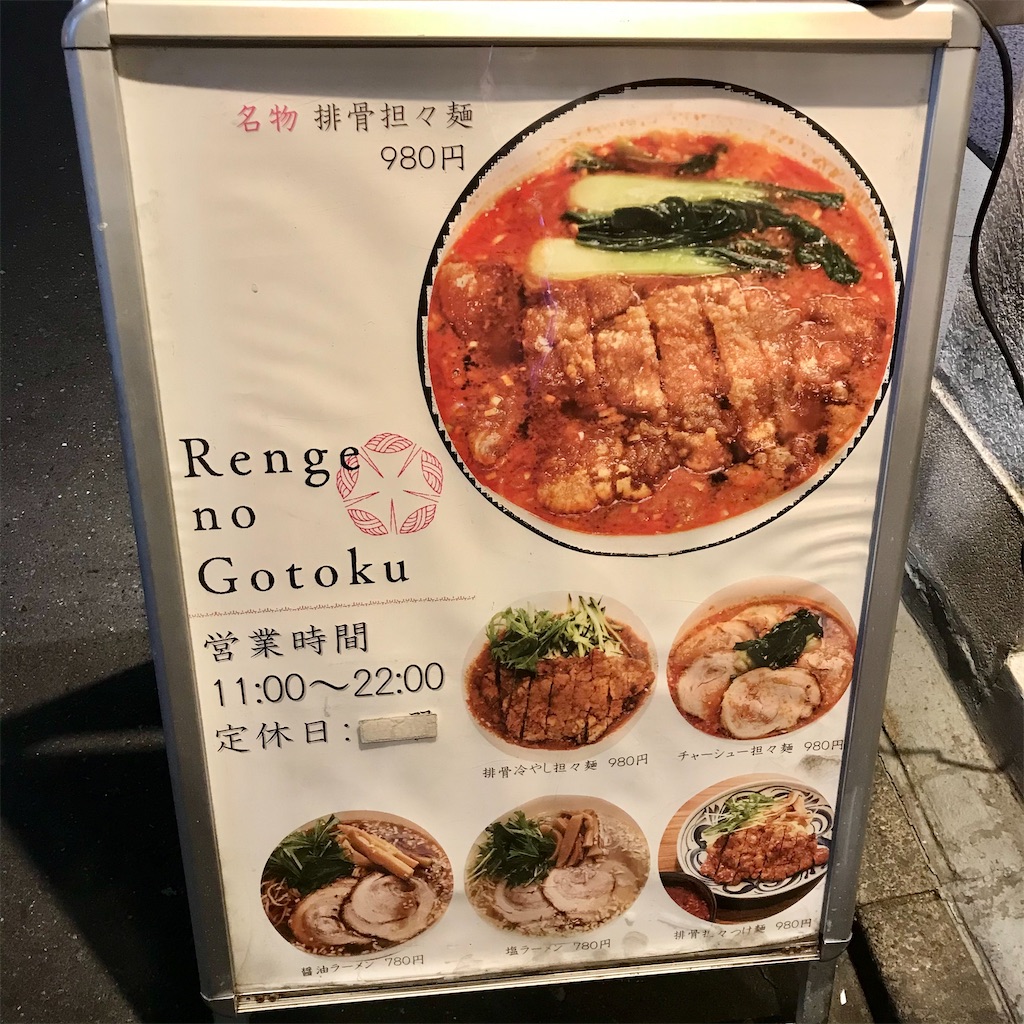 名物 排骨担々麺
980円
Renge
no
Gotoku
営業時間
11:00〜22:00
定休日:
排骨冷やし担々麺 980円
チャーシュー担々麺 980円
醤油ラーメン 780円
塩ラーメン 780円
排骨担々つけ麺 980円